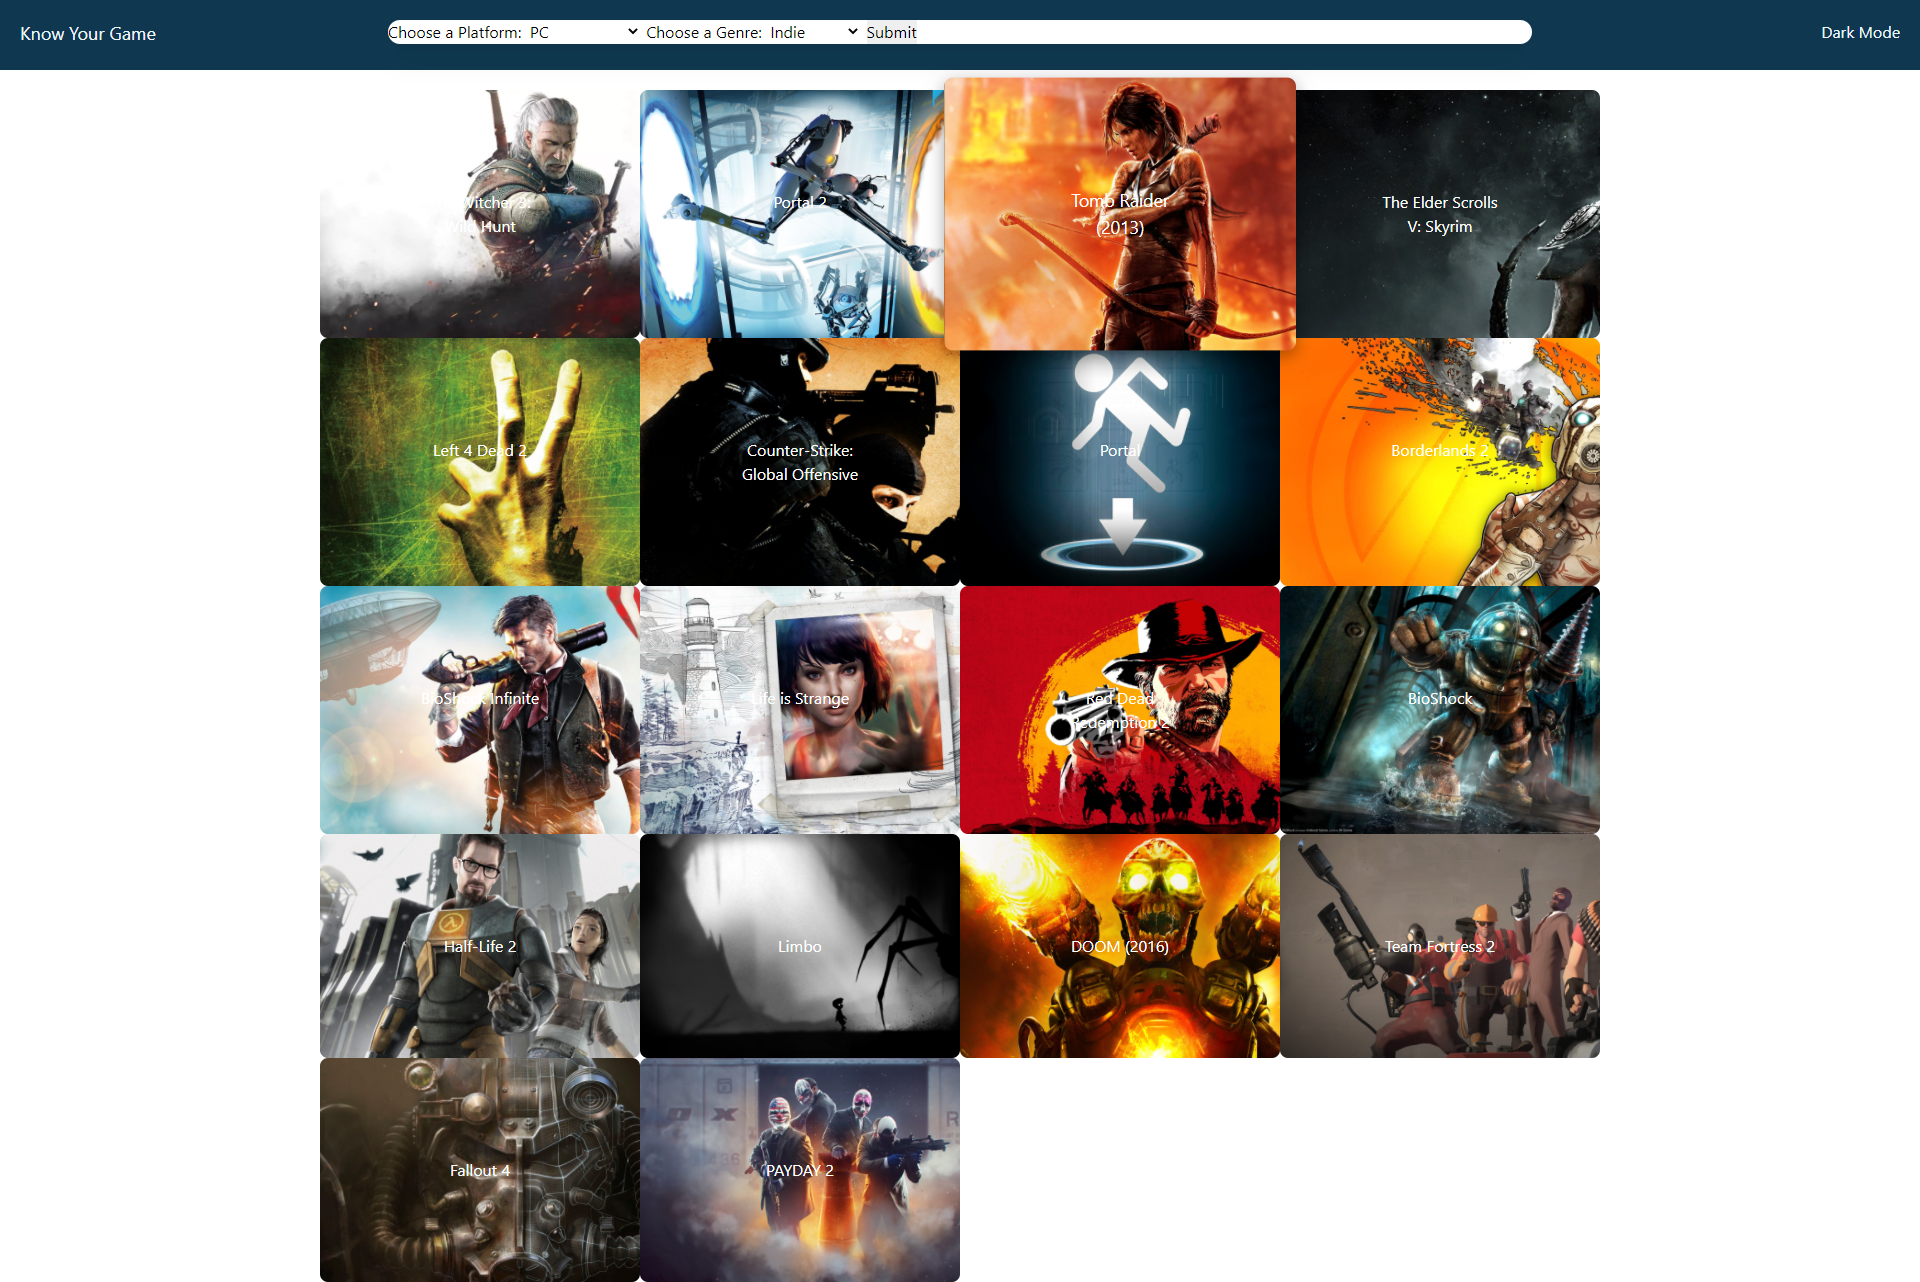 Know Your Game
Choose a Platform: PC Choose a Genre: Indie Submit
Dark Mode
Witcher 3:
Wild Hunt
Portal 2
Tomb Raider
(2013)
The Elder Scrolls
V: Skyrim
Left 4 Dead 2
Counter-Strike:
Global Offensive
Portal
Borderlands 2
BioShock Infinite
Life is Strange
Red Dead
Redemption 2
BioShock
Half-Life 2
Limbo
DOOM (2016)
Team Fortress 2
Fallout 4
PAYDAY 2